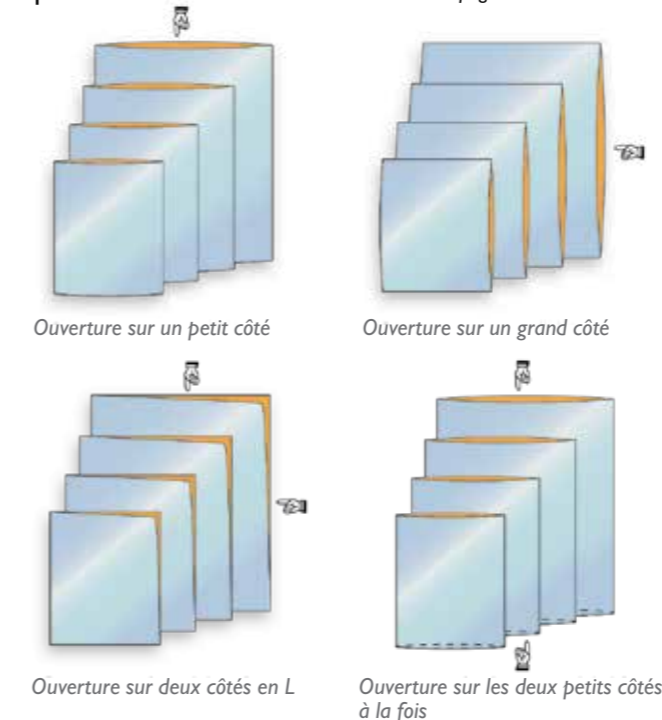 Ouverture sur un petit côté
Ouverture sur un grand côté
Ouverture sur deux côtés en L
Ouverture sur les deux petits côtés
à la fois